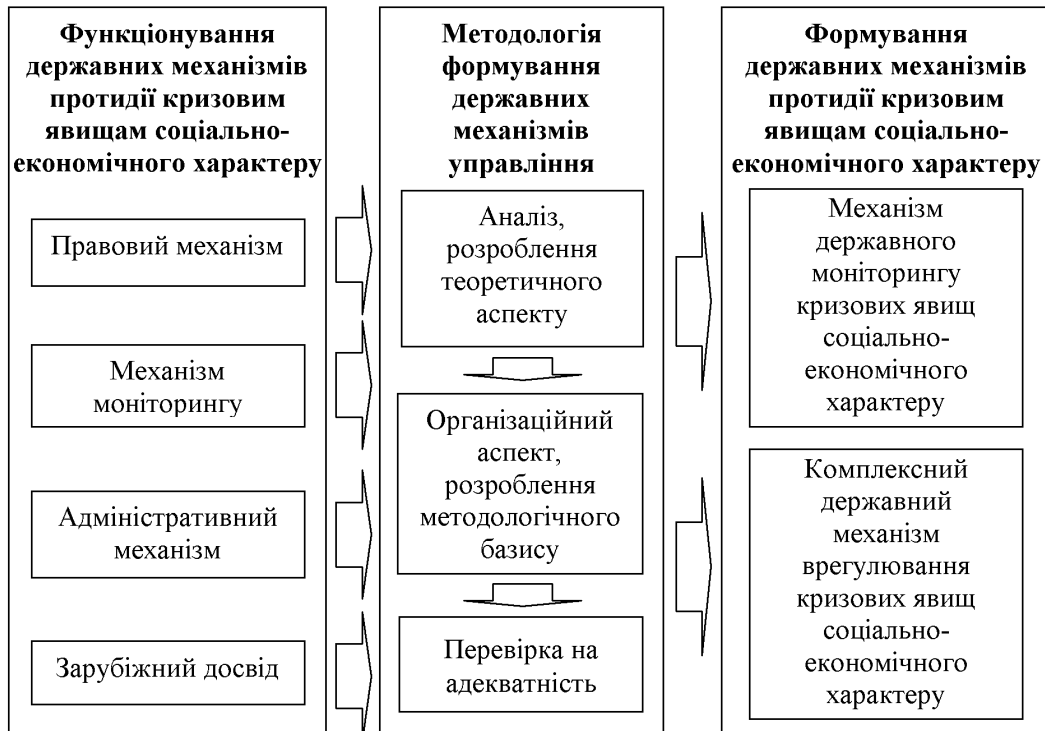 Функціонування
державних механізмів
протидії кризовим
явищам соціально-
економічного характеру
Правовий механізм
Механізм
моніторингу
Адміністративний
механізм
Зарубіжний досвід
Методологія
формування
державних
механізмів
управління
Аналіз,
розроблення
теоретичного
аспекту
Організаційний
аспект,
розроблення
методологічного
базису
Перевірка на
адекватність
Формування
державних механізмів
протидії кризовим
явищам соціально-
економічного характеру
Механізм
державного
моніторингу
кризових явищ
соціально-
економічного
характеру
Комплексний
державний
механізм
врегулювання
кризових явищ
соціально-
економічного
характеру